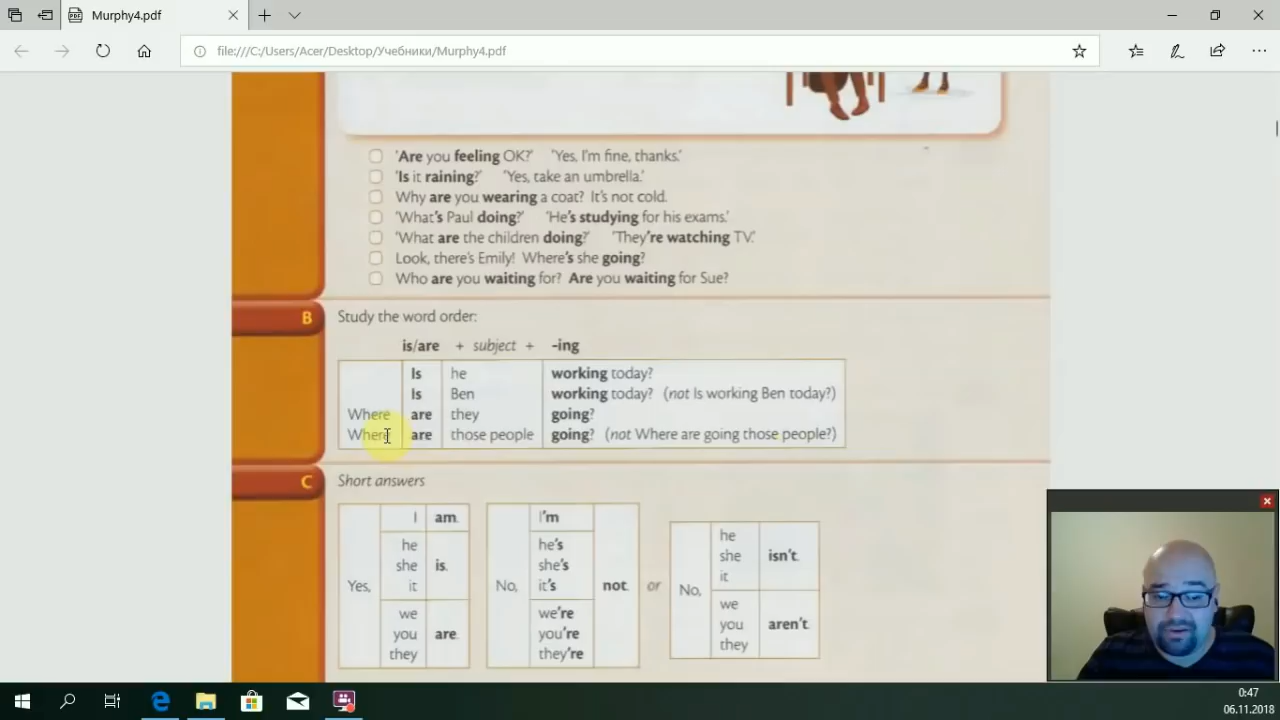 Murphy4.pdf
file:///C:/Users/Acer/Desktop/Учебники/Murphy4.pdf
'Are you feeling OK?' 'Yes, I'm fine, thanks.'
'Is it raining?' 'Yes, take an umbrella.'
Why are you wearing a coat? It's not cold.
'What's Paul doing?' 'He's studying for his exams.'
'What are the children doing?' 'They're watching TV.'
Look, there's Emily! Where's she going?
Who are you waiting for? Are you waiting for Sue?
B Study the word order:
is/are + subject + -ing
Is he working today?
Is Ben working today? (not Is working Ben today?)
Where are they going?
Where are those people going? (not Where are going those people?)
C Short answers
Yes,
I am.
he
she is.
it
we
you are.
they
No,
I'm
he's
she's
it's
we're
you're
they're
not.
or
No,
he
she isn't.
it
we
you aren't.
they
0:47
06.11.2018